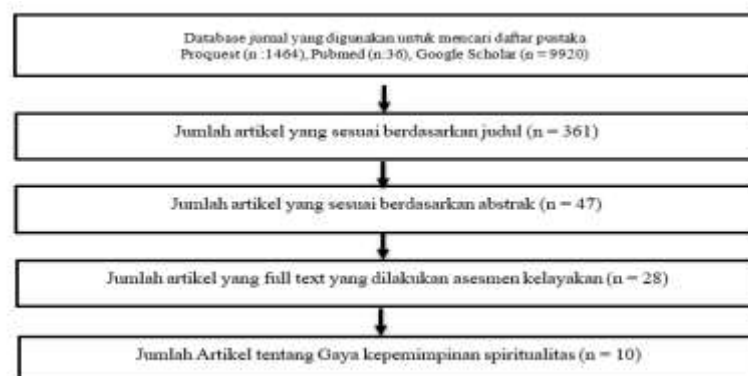 Database jurnal yang digunakan untuk mencari daftar pustaka
Proquest (n :1464), Pubmed (n:36), Google Scholar (n = 9920)
Jumlah artikel yang sesuai berdasarkan judul (n = 361)
Jumlah artikel yang sesuai berdasarkan abstrak (n = 47)
Jumlah artikel yang full text yang dilakukan asesmen kelayakan (n = 28)
Jumlah Artikel tentang Gaya kepemimpinan spiritualitas (n = 10)